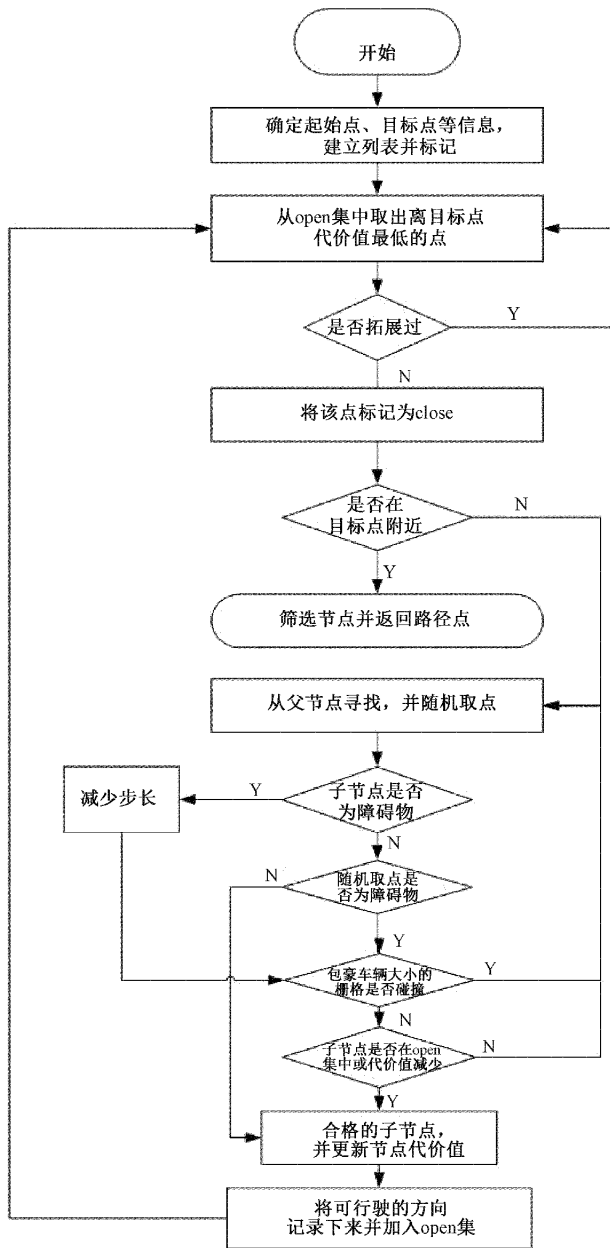 开始
确定起始点、目标点等信息，
建立列表并标记
从open集中取出离目标点
代价值最低的点
是否拓展过
Y
N
将该点标记为close
是否在
目标点附近
N
Y
筛选节点并返回路径点
从父节点寻找，并随机取点
减少步长
Y
子节点是否
为障碍物
N
N
随机取点是
否为障碍物
Y
包豪车辆大小的
栅格是否碰撞
Y
N
子节点是否在open
集中或代价值减少
N
Y
合格的子节点，
并更新节点代价值
将可行驶的方向
记录下来并加入open集